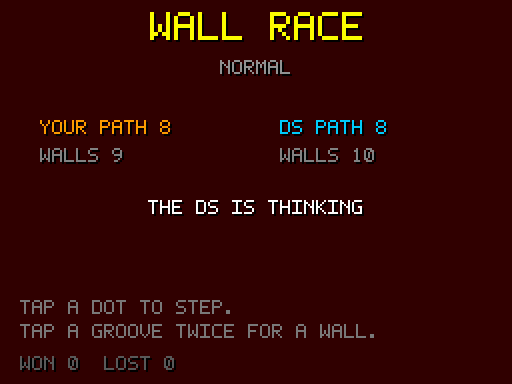 WALL RACE
NORMAL
YOUR PATH 8
DS PATH 8
WALLS 9
WALLS 10
THE DS IS THINKING
TAP A DOT TO STEP.
TAP A GROOVE TWICE FOR A WALL.
WON 0 LOST 0